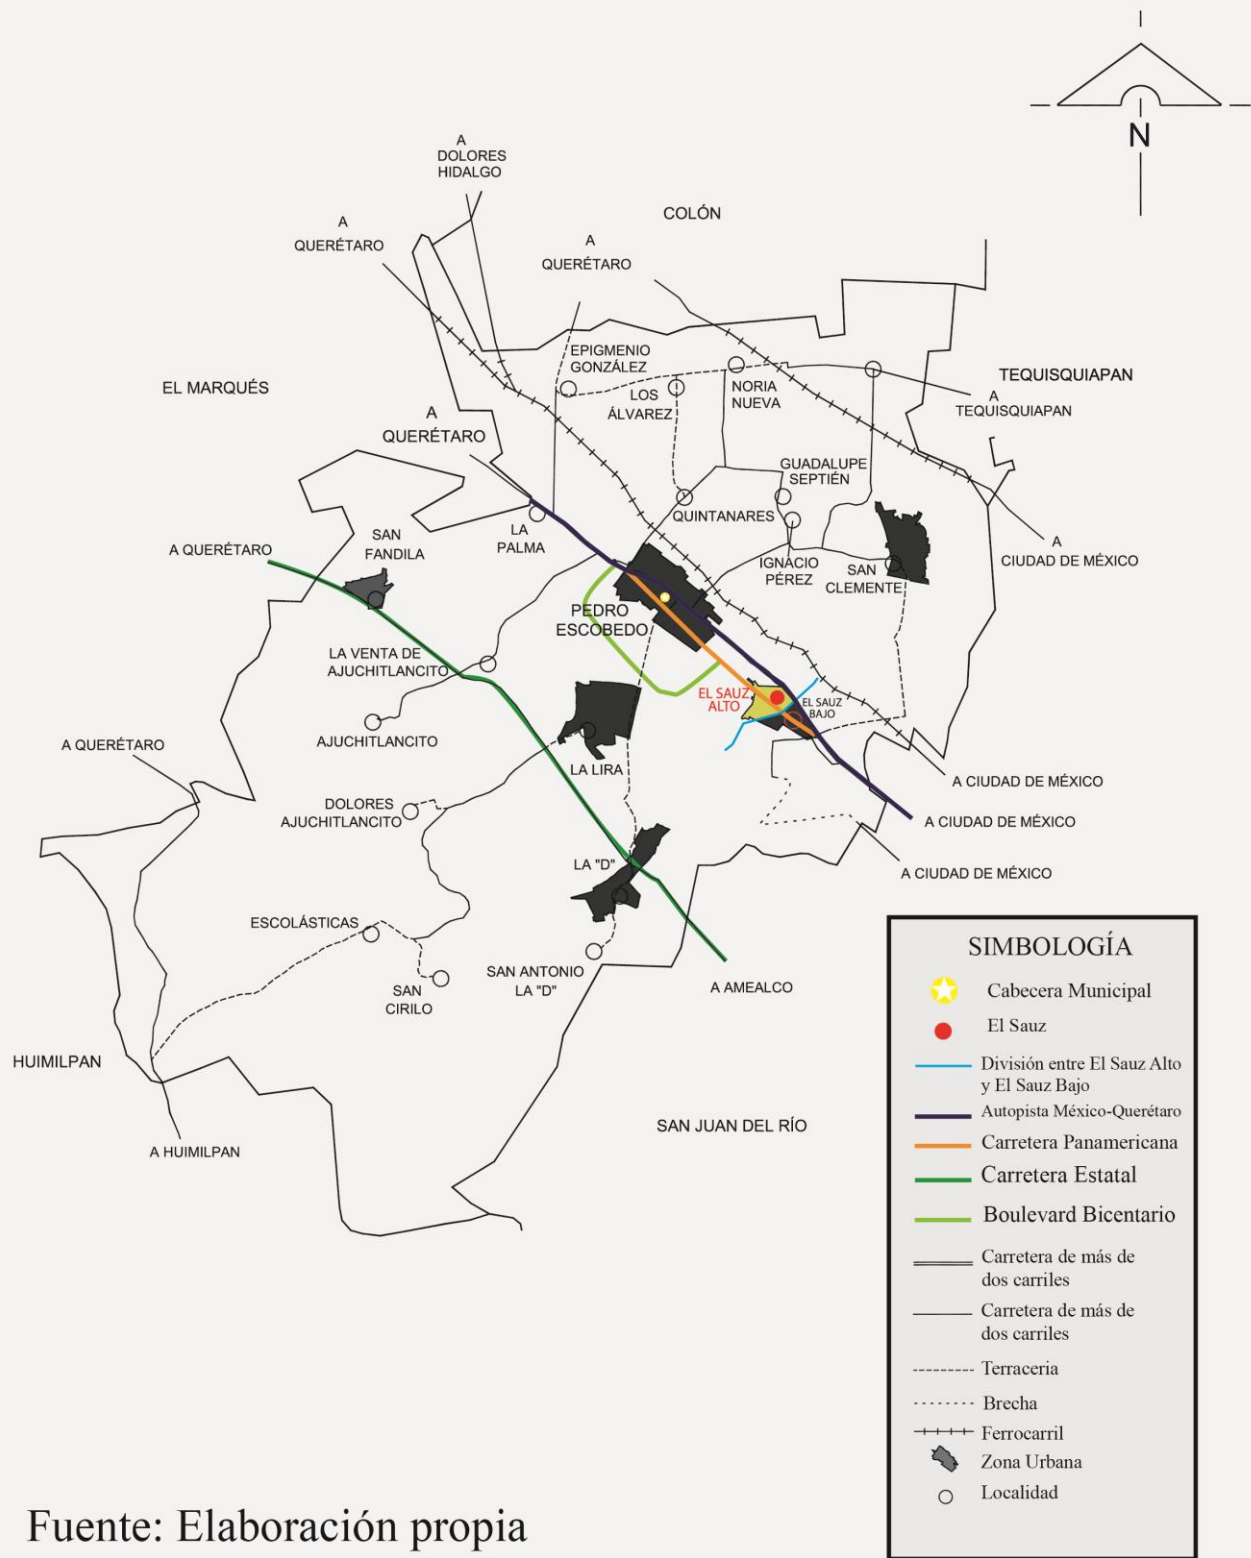 N
A
DOLORES
HIDALGO
COLÓN
A
QUERÉTARO
A
QUERÉTARO
EPIGMENIO
GONZÁLEZ
EL MARQUÉS
LOS
ÁLVAREZ
NORIA
NUEVA
TEQUISQUIAPAN
A
TEQUISQUIAPAN
A
QUERÉTARO
GUADALUPE
SEPTIÉN
QUINTANARES
LA
PALMA
SAN
FANDILA
A QUERÉTARO
IGNACIO
PÉREZ
SAN
CLEMENTE
A
CIUDAD DE MÉXICO
PEDRO
ESCOBEDO
LA VENTA DE
AJUCHITLANCITO
EL SAUZ
ALTO
EL SAUZ
BAJO
AJUCHITLANCITO
A QUERÉTARO
LA LIRA
A CIUDAD DE MÉXICO
DOLORES
AJUCHITLANCITO
A CIUDAD DE MÉXICO
LA "D"
A CIUDAD DE MÉXICO
ESCOLÁSTICAS
SAN ANTONIO
LA "D"
SAN
CIRILO
A AMEALCO
HUIMILPAN
SAN JUAN DEL RÍO
A HUIMILPAN
SIMBOLOGÍA
Cabecera Municipal
El Sauz
División entre El Sauz Alto
y El Sauz Bajo
Autopista México-Querétaro
Carretera Panamericana
Carretera Estatal
Boulevard Bicentario
Carretera de más de
dos carriles
Carretera de más de
dos carriles
Terraceria
Brecha
Ferrocarril
Zona Urbana
Localidad
Fuente: Elaboración propia